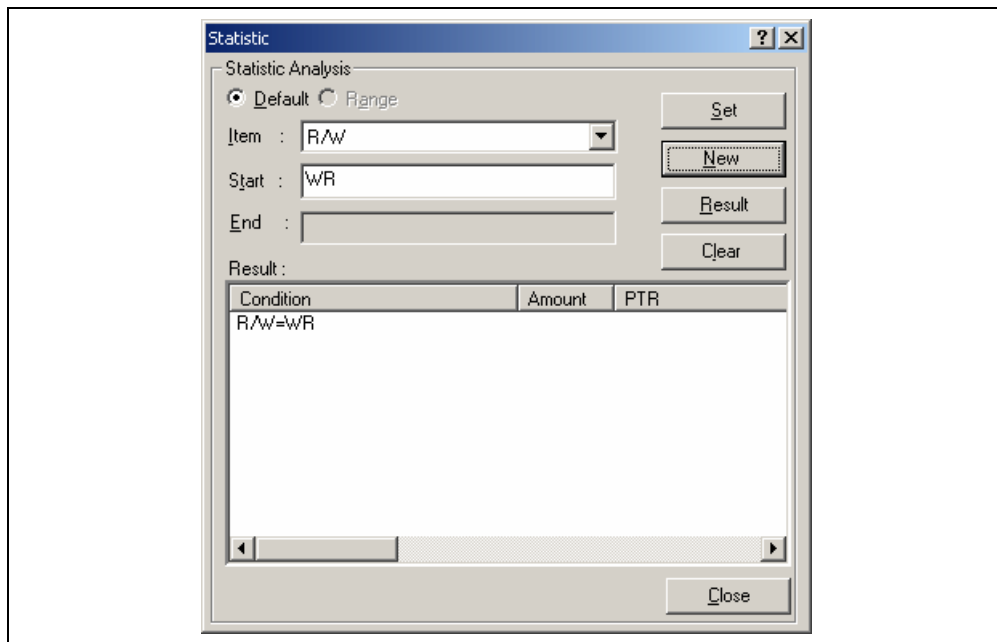 Statistic
Statistic Analysis
Default Range
Item : R/W
Start : WR
End :
Set
New
Result
Clear
Result :
Condition Amount PTR
R/W=WR
Close